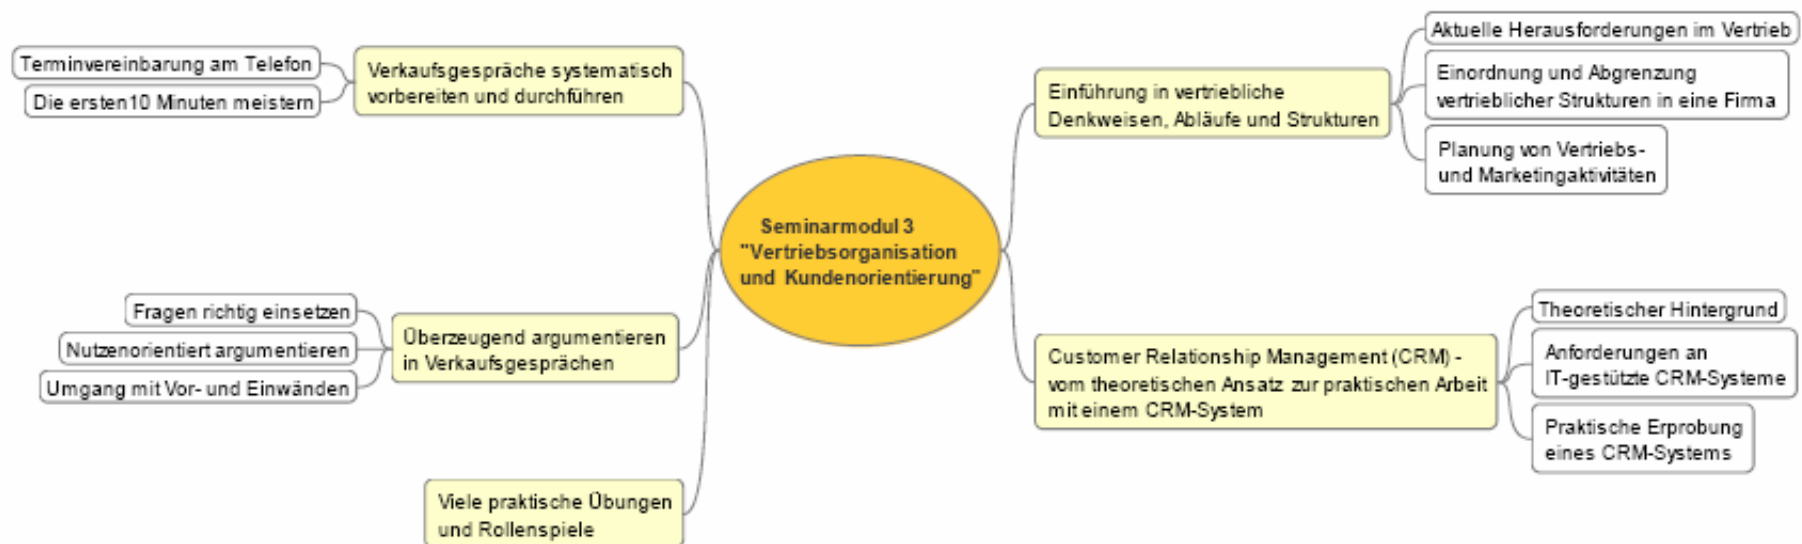 Seminarmodul 3
"Vertriebsorganisation
und Kundenorientierung"
Einführung in vertriebliche
Denkweisen, Abläufe und Strukturen
Aktuelle Herausforderungen im Vertrieb
Einordnung und Abgrenzung
vertrieblicher Strukturen in eine Firma
Planung von Vertriebs-
und Marketingaktivitäten
Customer Relationship Management (CRM) -
vom theoretischen Ansatz zur praktischen Arbeit
mit einem CRM-System
Theoretischer Hintergrund
Anforderungen an
IT-gestützte CRM-Systeme
Praktische Erprobung
eines CRM-Systems
Verkaufsgespräche systematisch
vorbereiten und durchführen
Terminvereinbarung am Telefon
Die ersten10 Minuten meistern
Überzeugend argumentieren
in Verkaufsgesprächen
Fragen richtig einsetzen
Nutzenorientiert argumentieren
Umgang mit Vor- und Einwänden
Viele praktische Übungen
und Rollenspiele